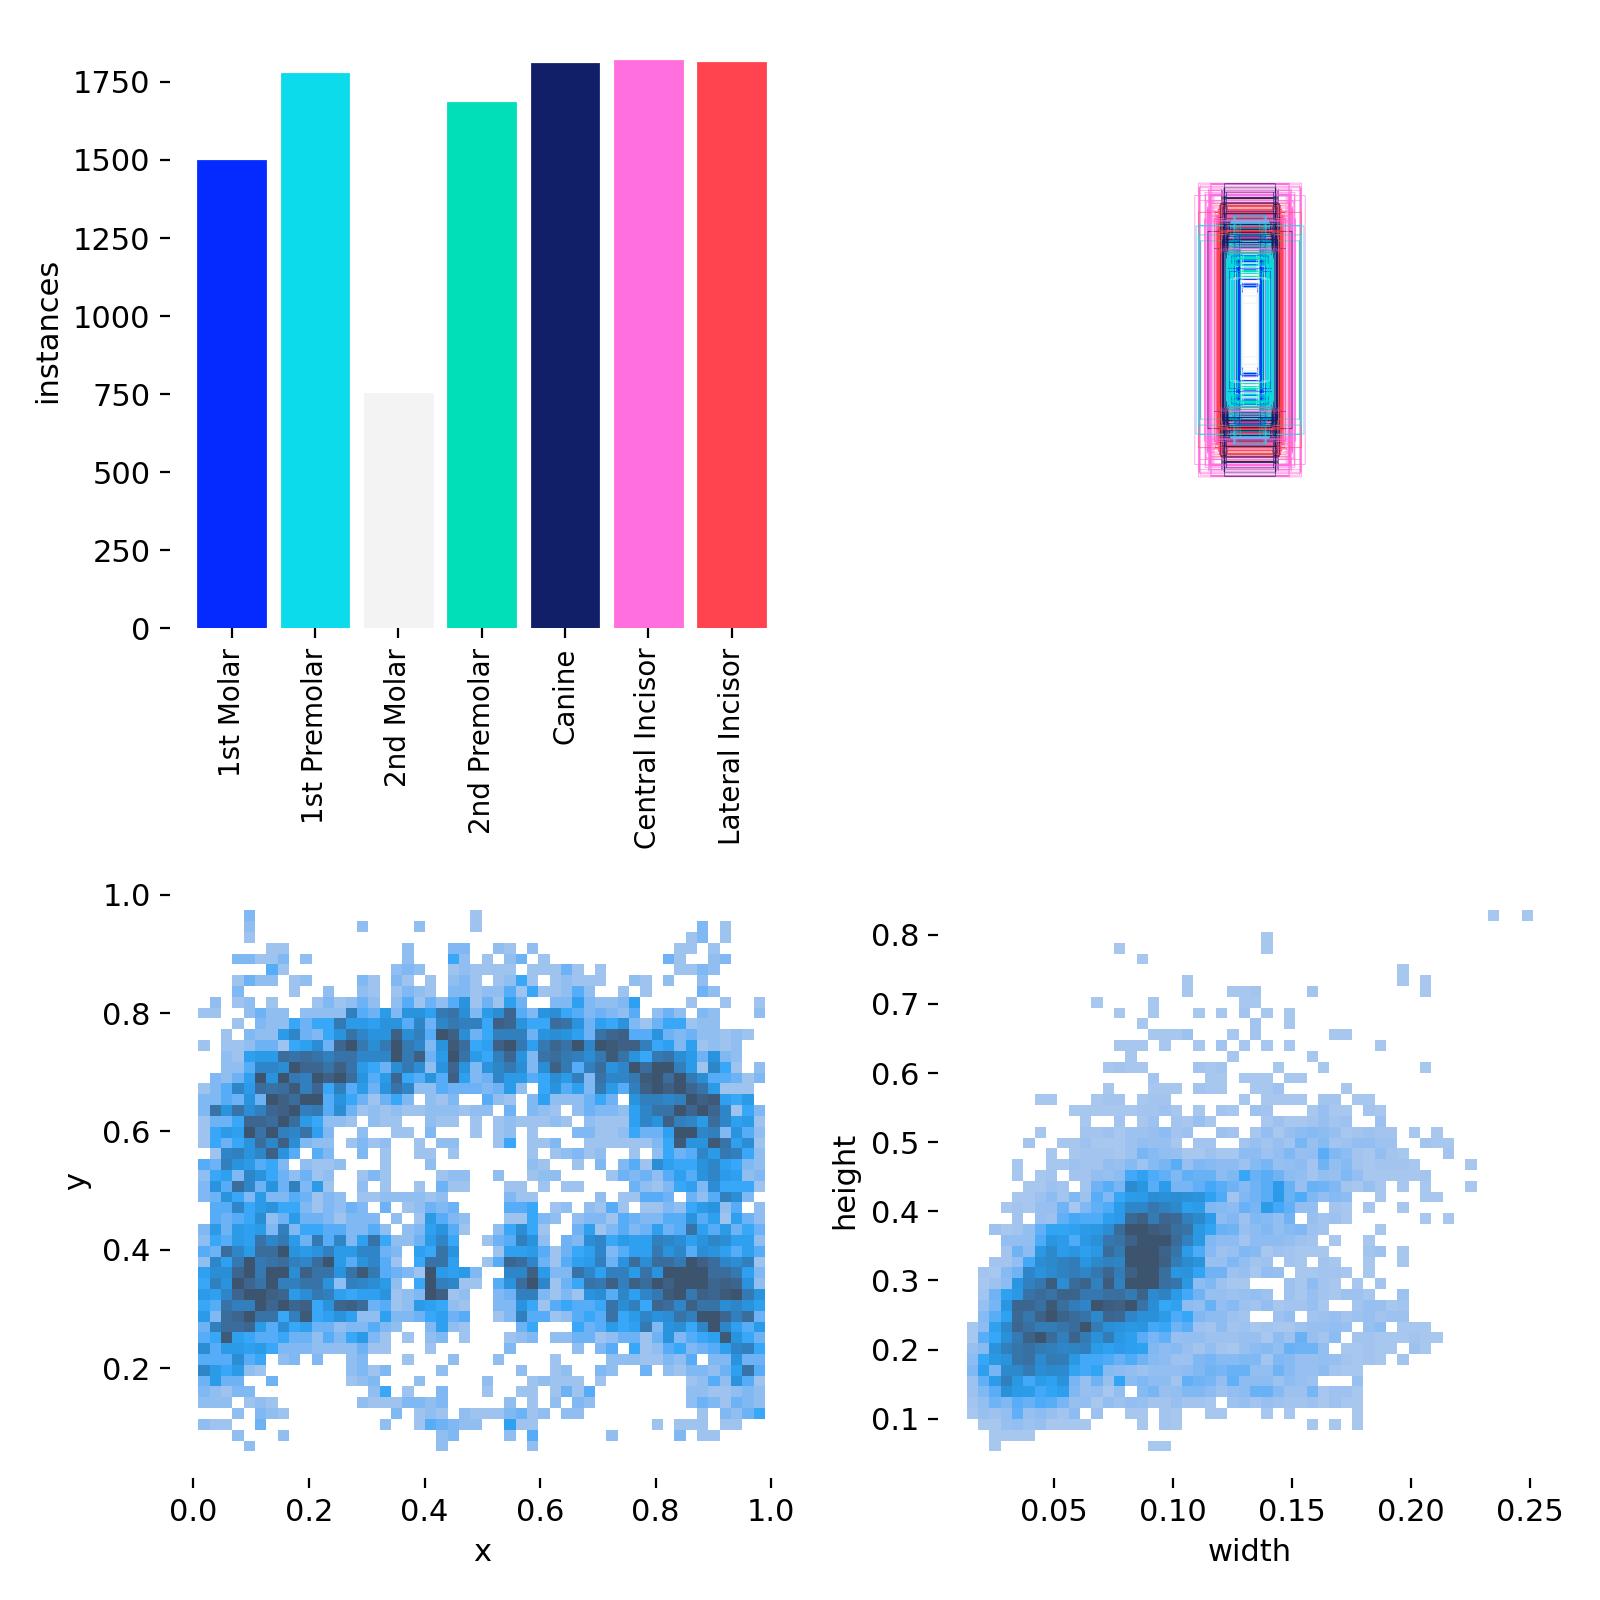 1750
1500
1250
1000
750
500
250
0
instances
1st Molar
1st Premolar
2nd Molar
2nd Premolar
Canine
Central Incisor
Lateral Incisor
1.0
0.8
0.6
0.4
0.2
y
0.0 0.2 0.4 0.6 0.8 1.0
x
0.8
0.7
0.6
0.5
0.4
0.3
0.2
0.1
height
0.05 0.10 0.15 0.20 0.25
width